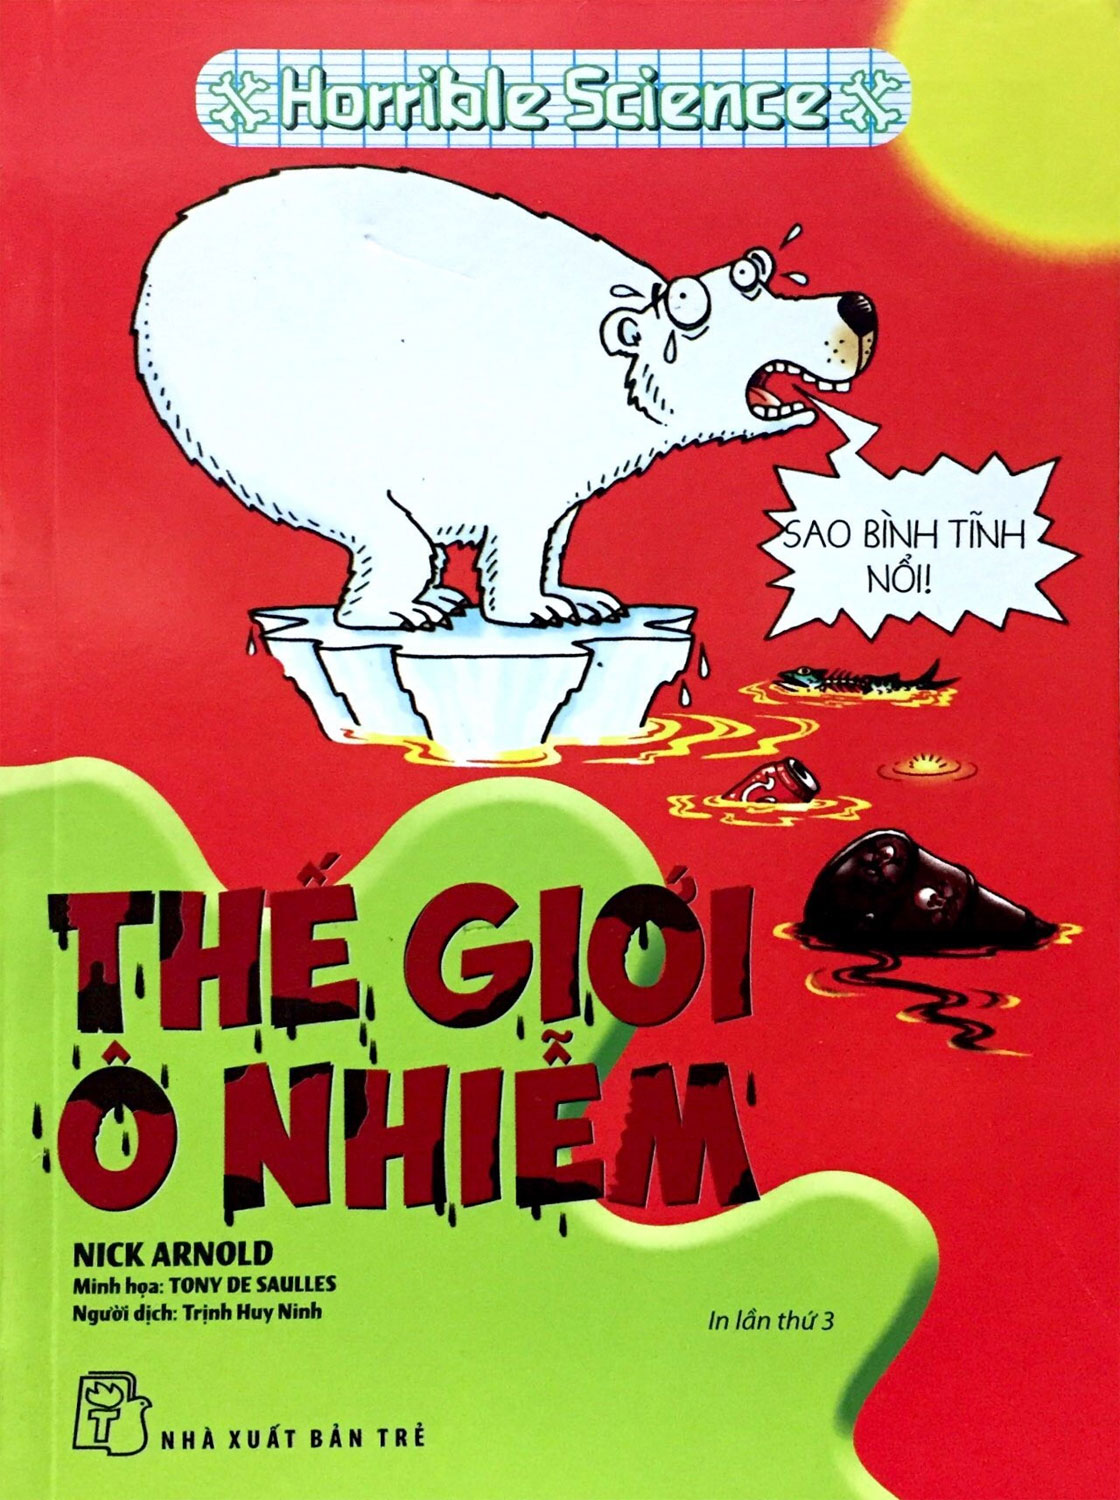 Horrible Science
SAO BÌNH TĨNH
NỔI!
THẾ GIỚI
Ô NHIỄM
NICK ARNOLD
Minh họa: TONY DE SAULLES
Người dịch: Trịnh Huy Ninh
In lần thứ 3
T
NHÀ XUẤT BẢN TRẺ